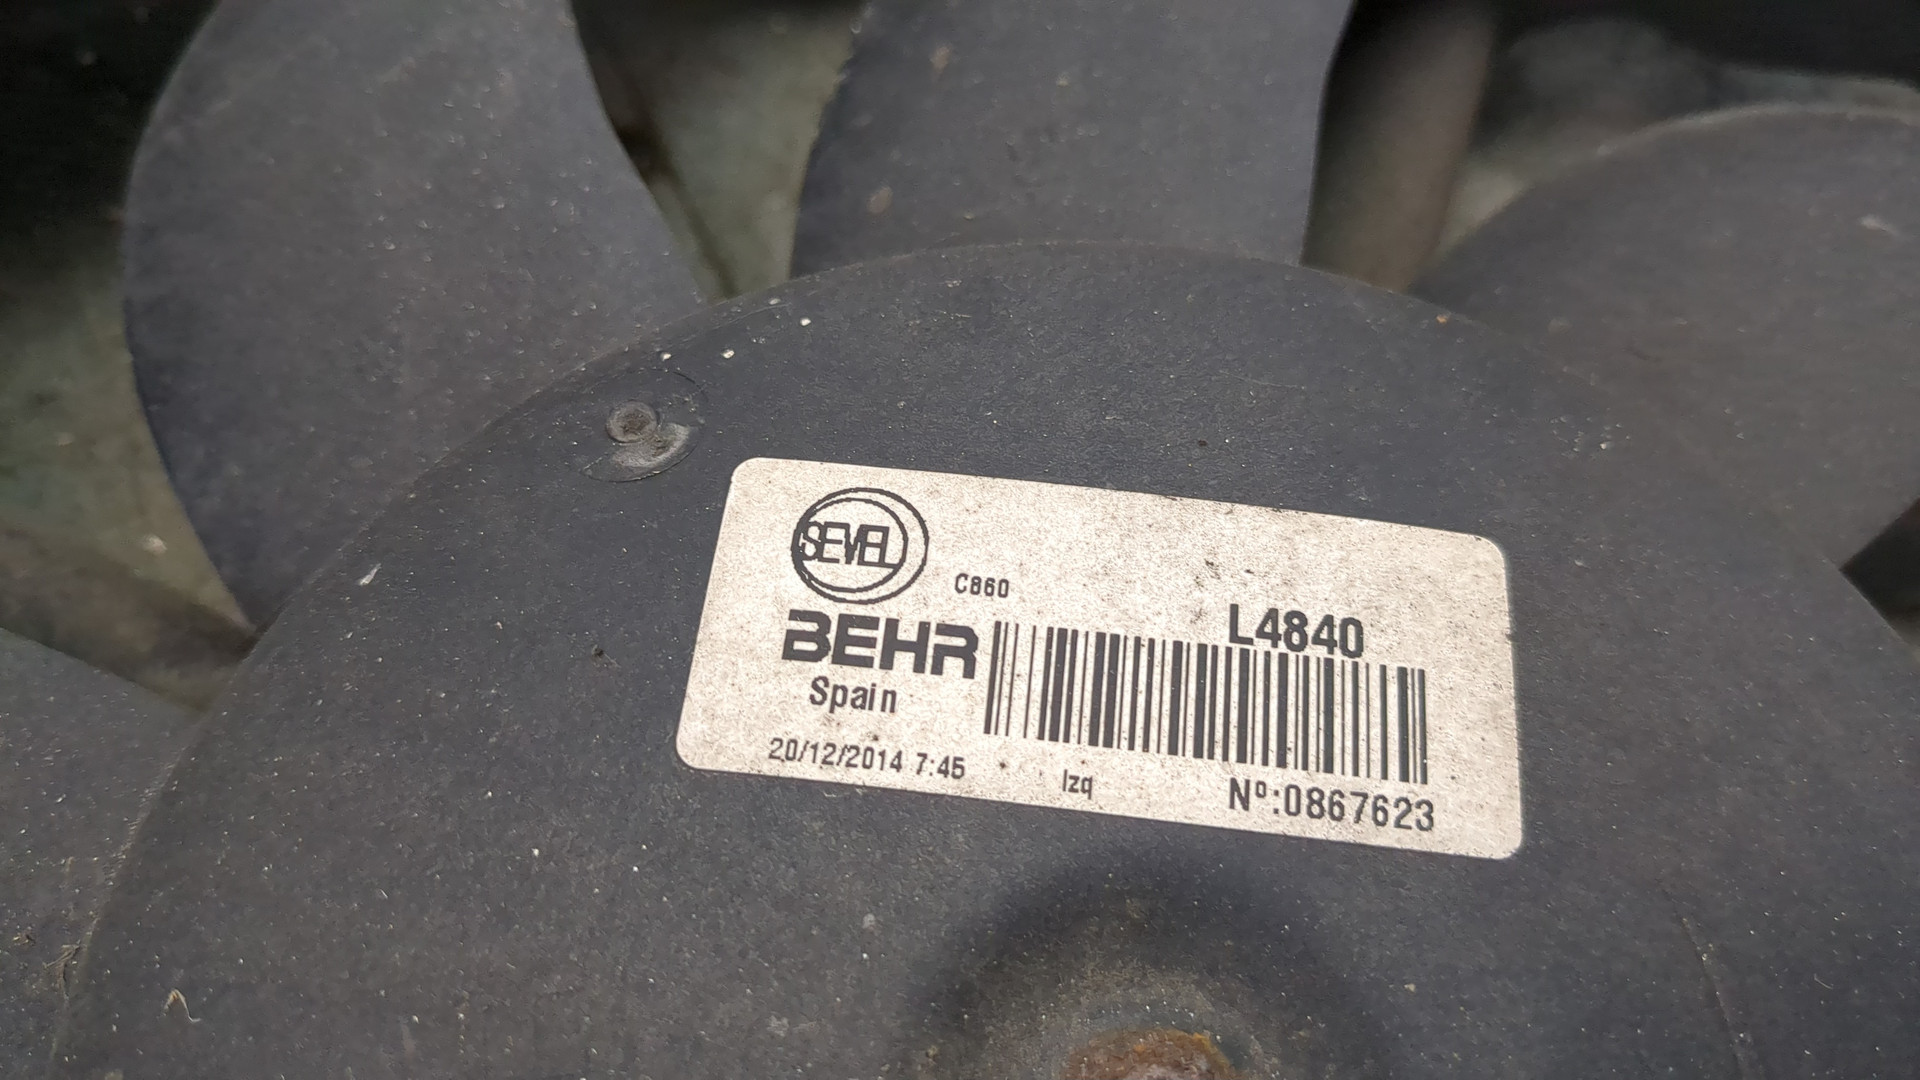 SEVEL
C860
BEHR
L4840
Spain
20/12/2014 7:45
Izq
Nº:0867623